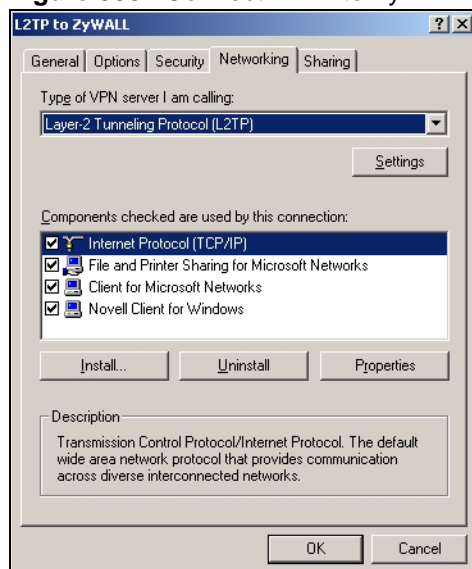 L2TP to ZyWALL
General Options Security Networking Sharing
Type of VPN server I am calling:
Layer-2 Tunneling Protocol (L2TP)
Settings
Components checked are used by this connection:
Internet Protocol (TCP/IP)
File and Printer Sharing for Microsoft Networks
Client for Microsoft Networks
Novell Client for Windows
Install... Uninstall Properties
Description
Transmission Control Protocol/Internet Protocol. The default
wide area network protocol that provides communication
across diverse interconnected networks.
OK Cancel